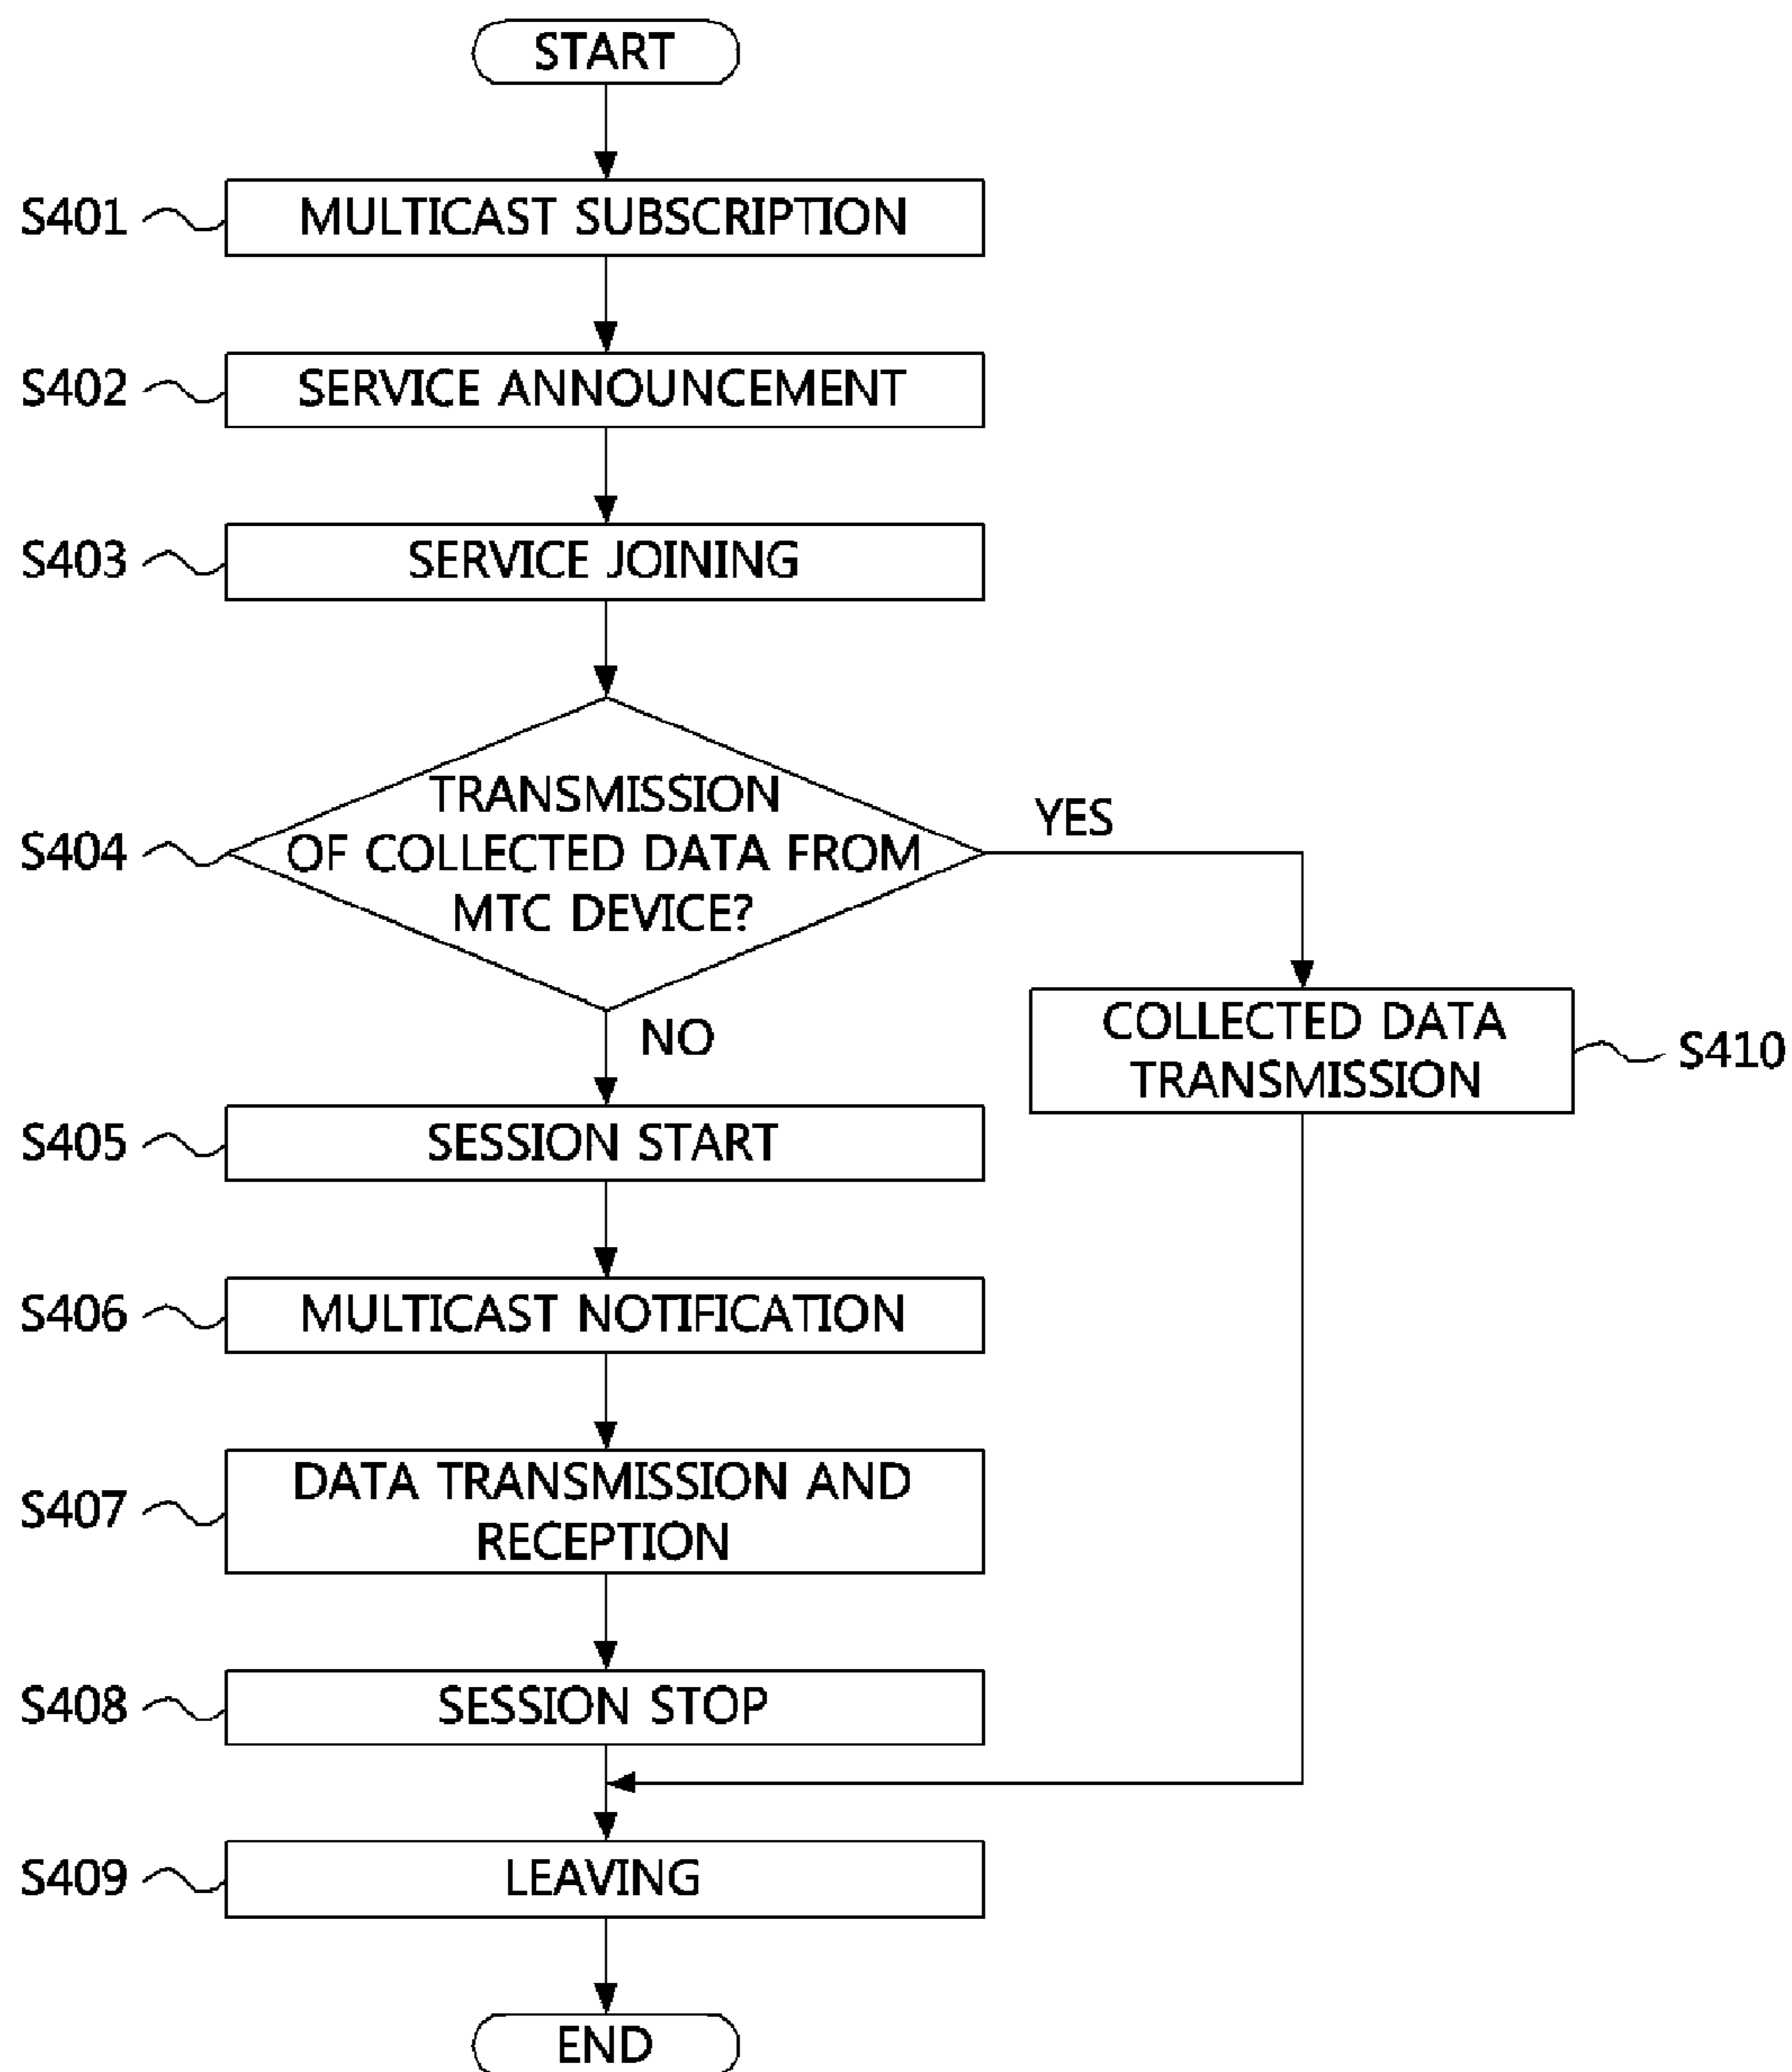 START
S401
MULTICAST SUBSCRIPTION
S402
SERVICE ANNOUNCEMENT
S403
SERVICE JOINING
S404
TRANSMISSION
OF COLLECTED DATA FROM
MTC DEVICE?
YES
NO
COLLECTED DATA
TRANSMISSION
S410
S405
SESSION START
S406
MULTICAST NOTIFICATION
S407
DATA TRANSMISSION AND
RECEPTION
S408
SESSION STOP
S409
LEAVING
END